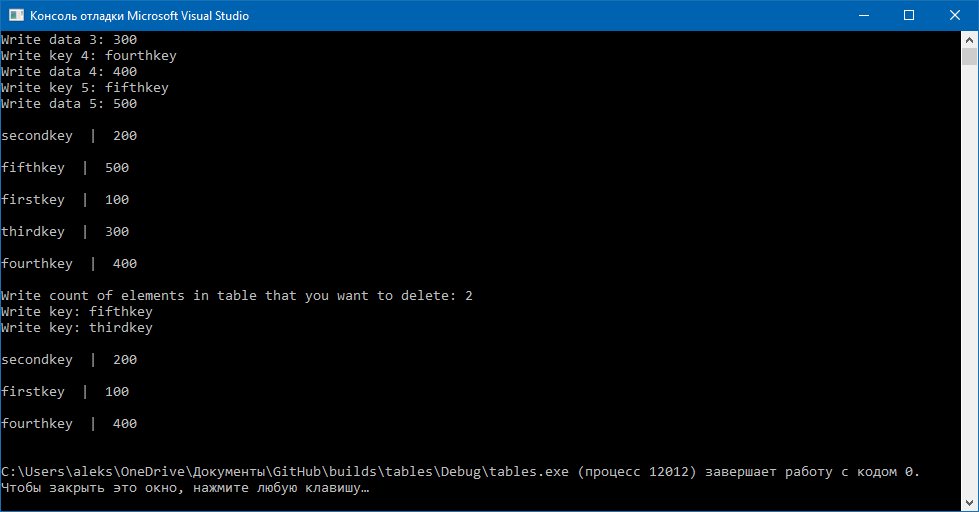 Консоль отладки Microsoft Visual Studio
Write data 3: 300
Write key 4: fourthkey
Write data 4: 400
Write key 5: fifthkey
Write data 5: 500
secondkey  |  200
fifthkey  |  500
firstkey  |  100
thirdkey  |  300
fourthkey  |  400
Write count of elements in table that you want to delete: 2
Write key: fifthkey
Write key: thirdkey
secondkey  |  200
firstkey  |  100
fourthkey  |  400
C:\Users\aleks\OneDrive\Документы\GitHub\builds\tables\Debug\tables.exe (процесс 12012) завершает работу с кодом 0.
Чтобы закрыть это окно, нажмите любую клавишу…